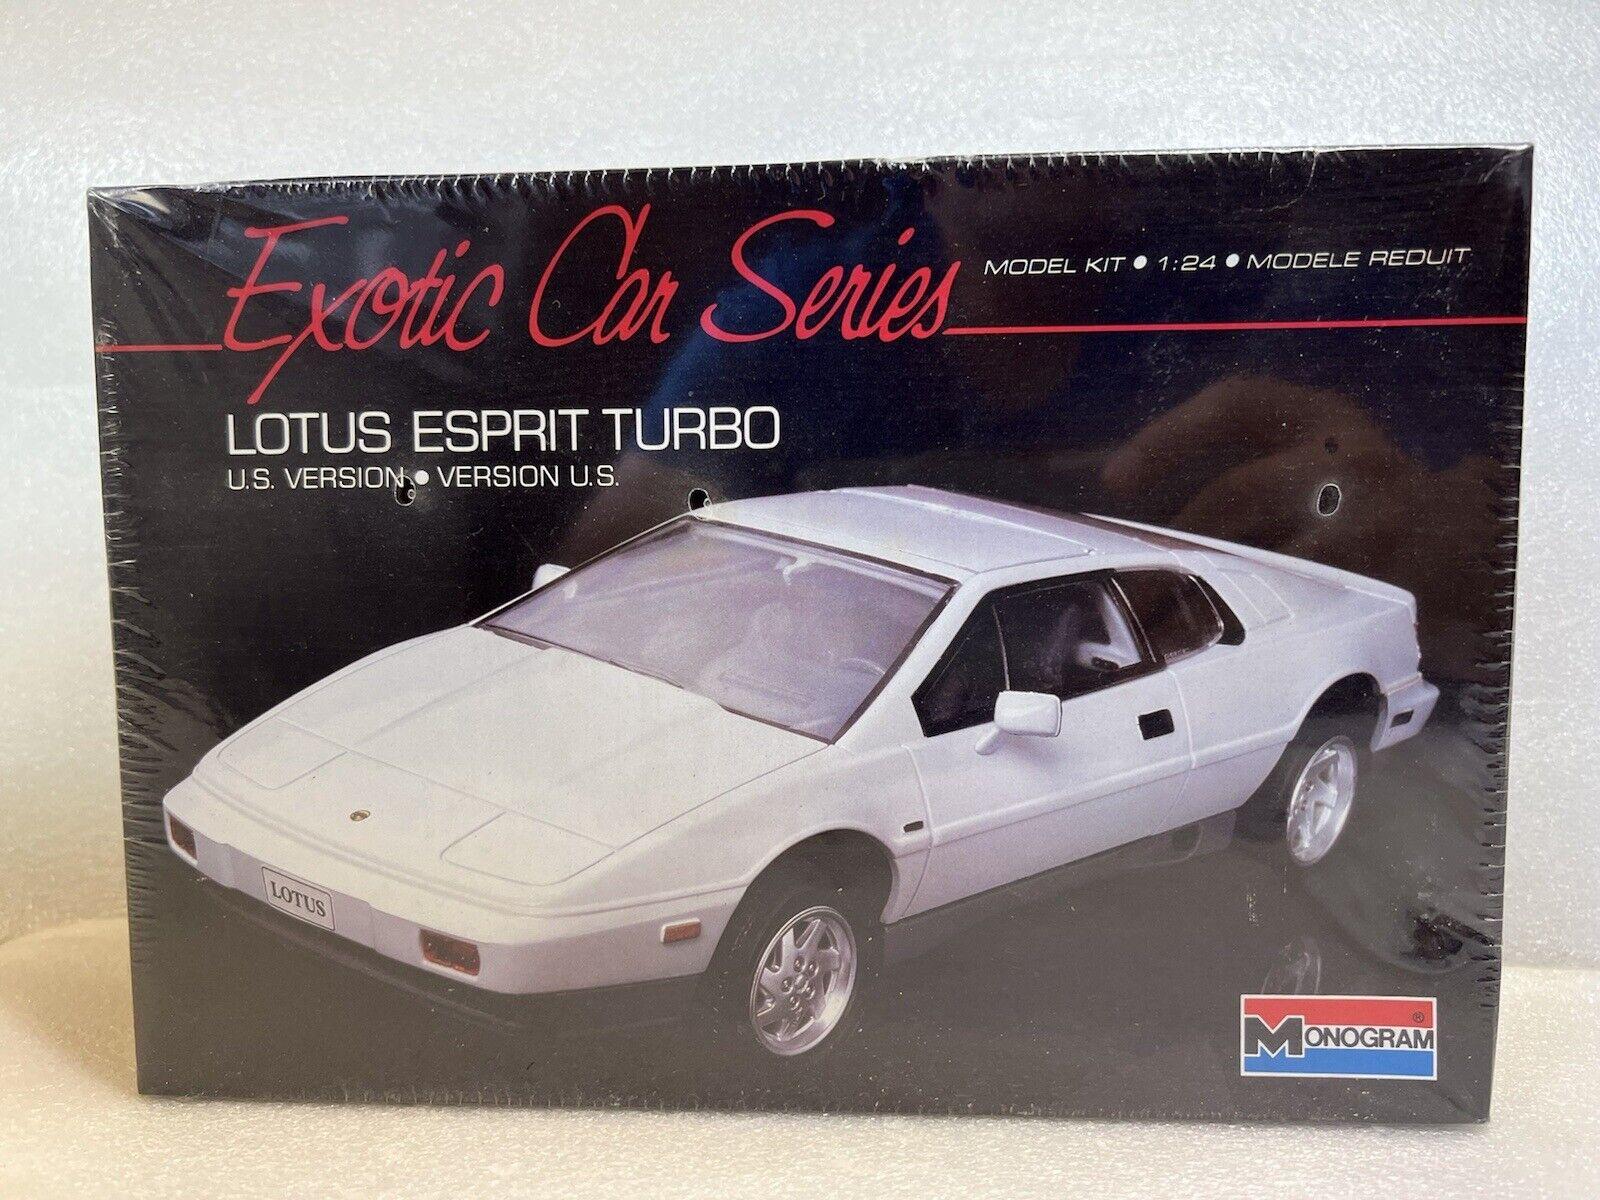 Exotic Car Series
MODEL KIT • 1:24 • MODELE REDUIT
LOTUS ESPRIT TURBO
U.S. VERSION • VERSION U.S.
LOTUS
MONOGRAM®